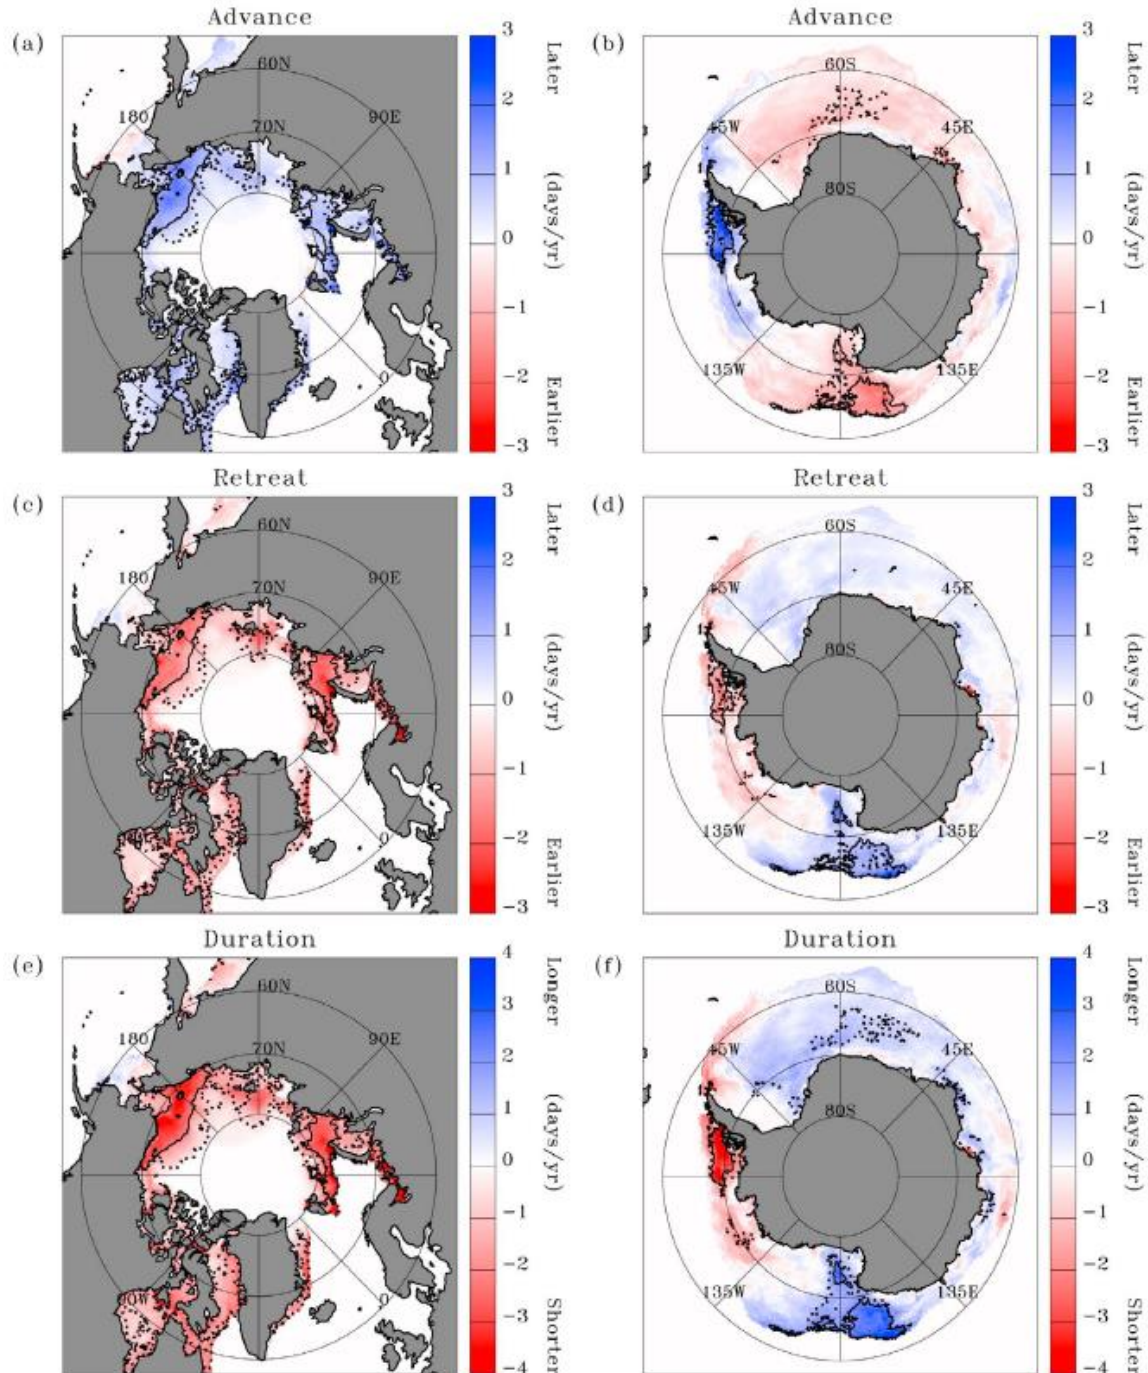 Advance
(a)
180
60N
70N
90E
0
3
2
1
0
-1
-2
-3
Later
(days/yr)
Earlier
Advance
(b)
60S
45W
45E
80S
135W
135E
3
2
1
0
-1
-2
-3
Later
(days/yr)
Earlier
Retreat
(c)
180
60N
70N
90E
0
3
2
1
0
-1
-2
-3
Later
(days/yr)
Earlier
Retreat
(d)
60S
45W
45E
80S
135W
135E
3
2
1
0
-1
-2
-3
Later
(days/yr)
Earlier
Duration
(e)
180
60N
70N
90E
0
4
3
2
1
0
-1
-2
-3
-4
Longer
(days/yr)
Shorter
Duration
(f)
60S
45W
45E
80S
135W
135E
4
3
2
1
0
-1
-2
-3
-4
Longer
(days/yr)
Shorter